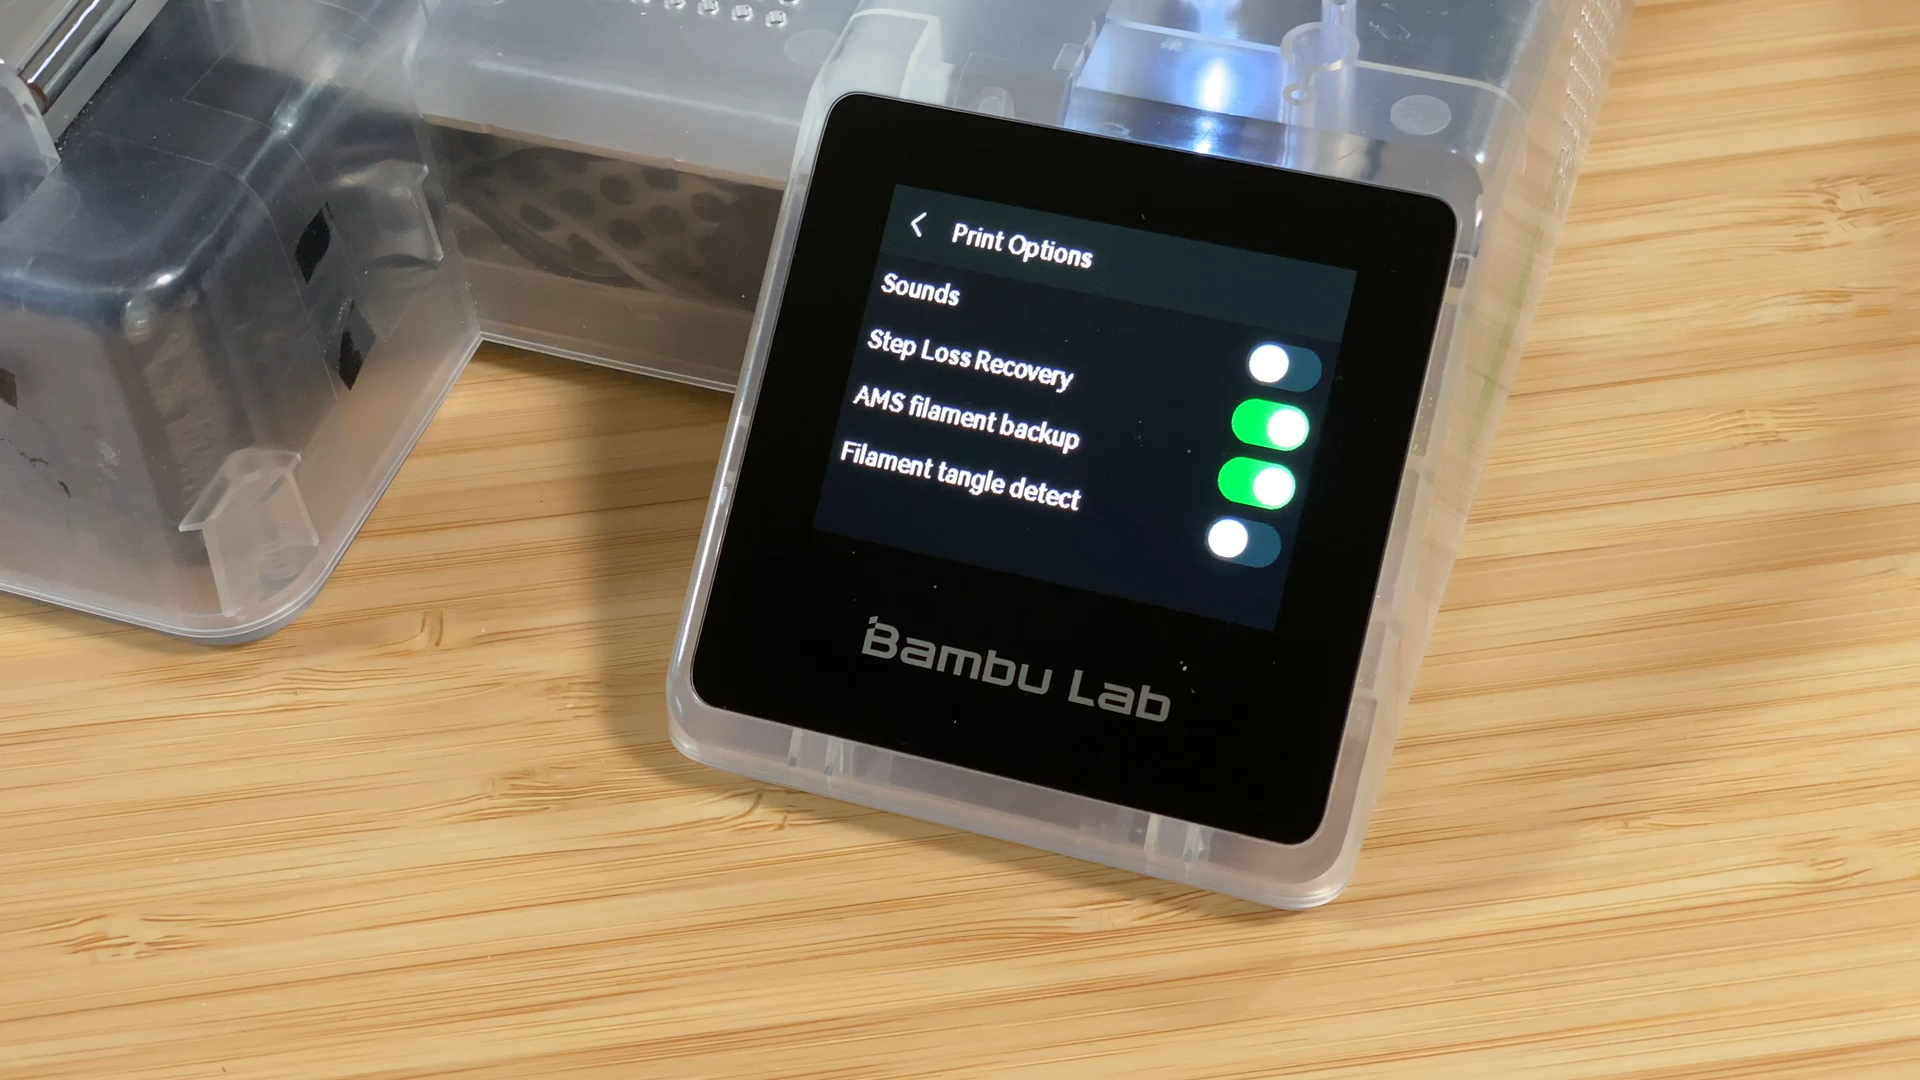 Print Options
Sounds
Step Loss Recovery
AMS filament backup
Filament tangle detect
Bambu Lab